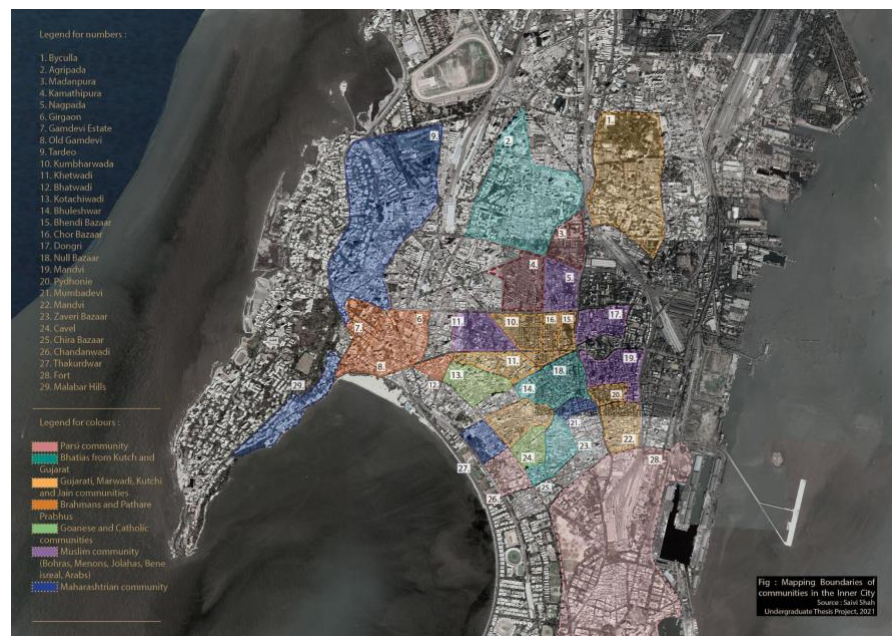 Legend for numbers :
1. Byculla
2. Agripada
3. Madanpura
4. Kamathipura
5. Nagpada
6. Girgaon
7. Gamdevi Estate
8. Old Gamdevi
9. Tardeo
10. Kumbharwada
11. Khetwadi
12. Bhatwadi
13. Kotachiwadi
14. Bhuleshwar
15. Bhendi Bazaar
16. Chor Bazaar
17. Dongri
18. Null Bazaar
19. Mandvi
20. Pydhonie
21. Mumbadevi
22. Mandvi
23. Zaveri Bazaar
24. Cavel
25. Chira Bazaar
26. Chandanwadi
27. Thakurdwar
28. Fort
29. Malabar Hills
Legend for colours :
Parsi community
Bhatias from Kutch and
Gujarat
Gujarati, Marwadi, Kutchi
and Jain communities
Brahmans and Pathare
Prabhus
Goanese and Catholic
communities
Muslim community
(Bohras, Menons, Jolahas, Bene
isreal, Arabs)
Maharashtrian community
9.
2.
1.
3.
4.
5.
7.
6.
11.
10.
16.
15.
17.
8.
12.
11.
13.
14.
18.
19.
29.
20.
21.
22.
23.
24.
27.
26.
28.
Fig : Mapping Boundaries of
communities in the Inner City
Source : Saivi Shah
Undergraduate Thesis Project, 2021